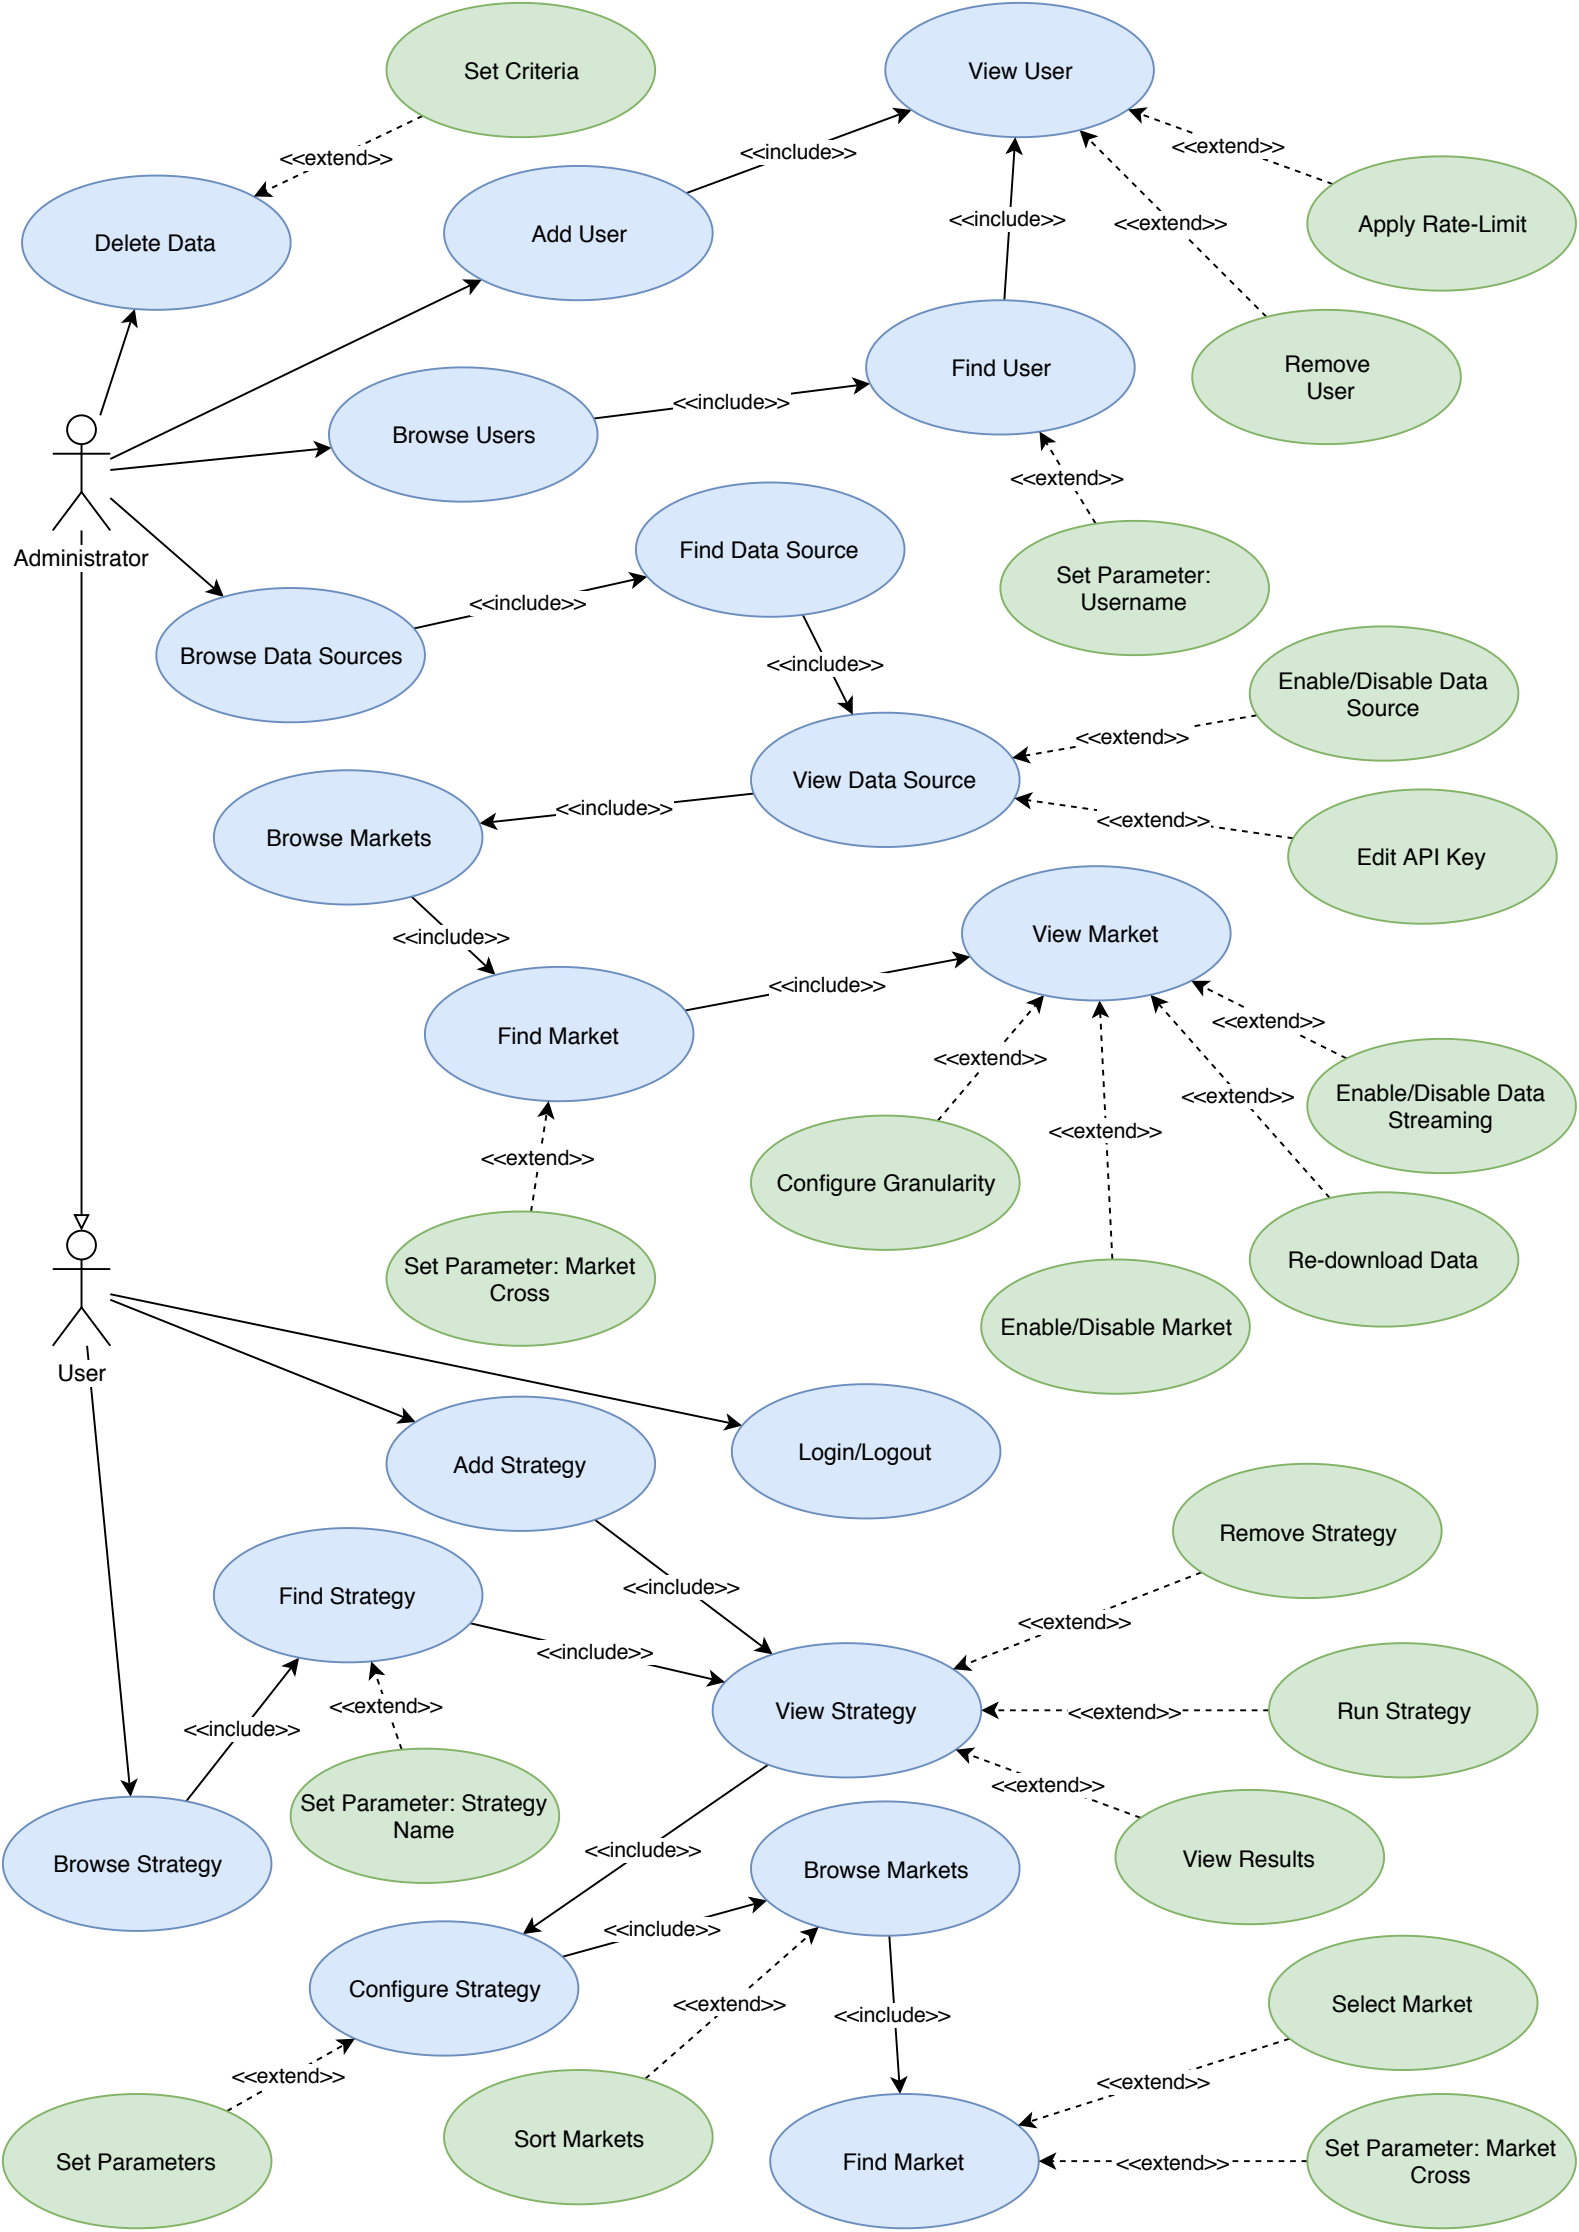 Set Criteria
View User
<<include>>
<<extend>>
<<extend>>
Add User
<<include>>
<<extend>>
Apply Rate-Limit
Delete Data
Find User
Remove
User
<<include>>
Browse Users
<<extend>>
Administrator
Find Data Source
Set Parameter:
Username
<<include>>
Browse Data Sources
<<include>>
Enable/Disable Data
Source
<<extend>>
View Data Source
<<include>>
<<extend>>
Browse Markets
Edit API Key
<<include>>
View Market
<<include>>
Find Market
<<extend>>
<<extend>>
<<extend>>
Enable/Disable Data
Streaming
<<extend>>
<<extend>>
Configure Granularity
Set Parameter: Market
Cross
Re-download Data
Enable/Disable Market
User
Login/Logout
Add Strategy
Remove Strategy
<<include>>
Find Strategy
<<extend>>
<<include>>
<<extend>>
<<include>>
View Strategy
<<extend>>
Run Strategy
<<extend>>
Set Parameter: Strategy
Name
<<include>>
Browse Strategy
Browse Markets
View Results
<<include>>
Configure Strategy
<<extend>>
<<include>>
Select Market
<<extend>>
<<extend>>
Sort Markets
Set Parameters
Find Market
<<extend>>
Set Parameter: Market
Cross